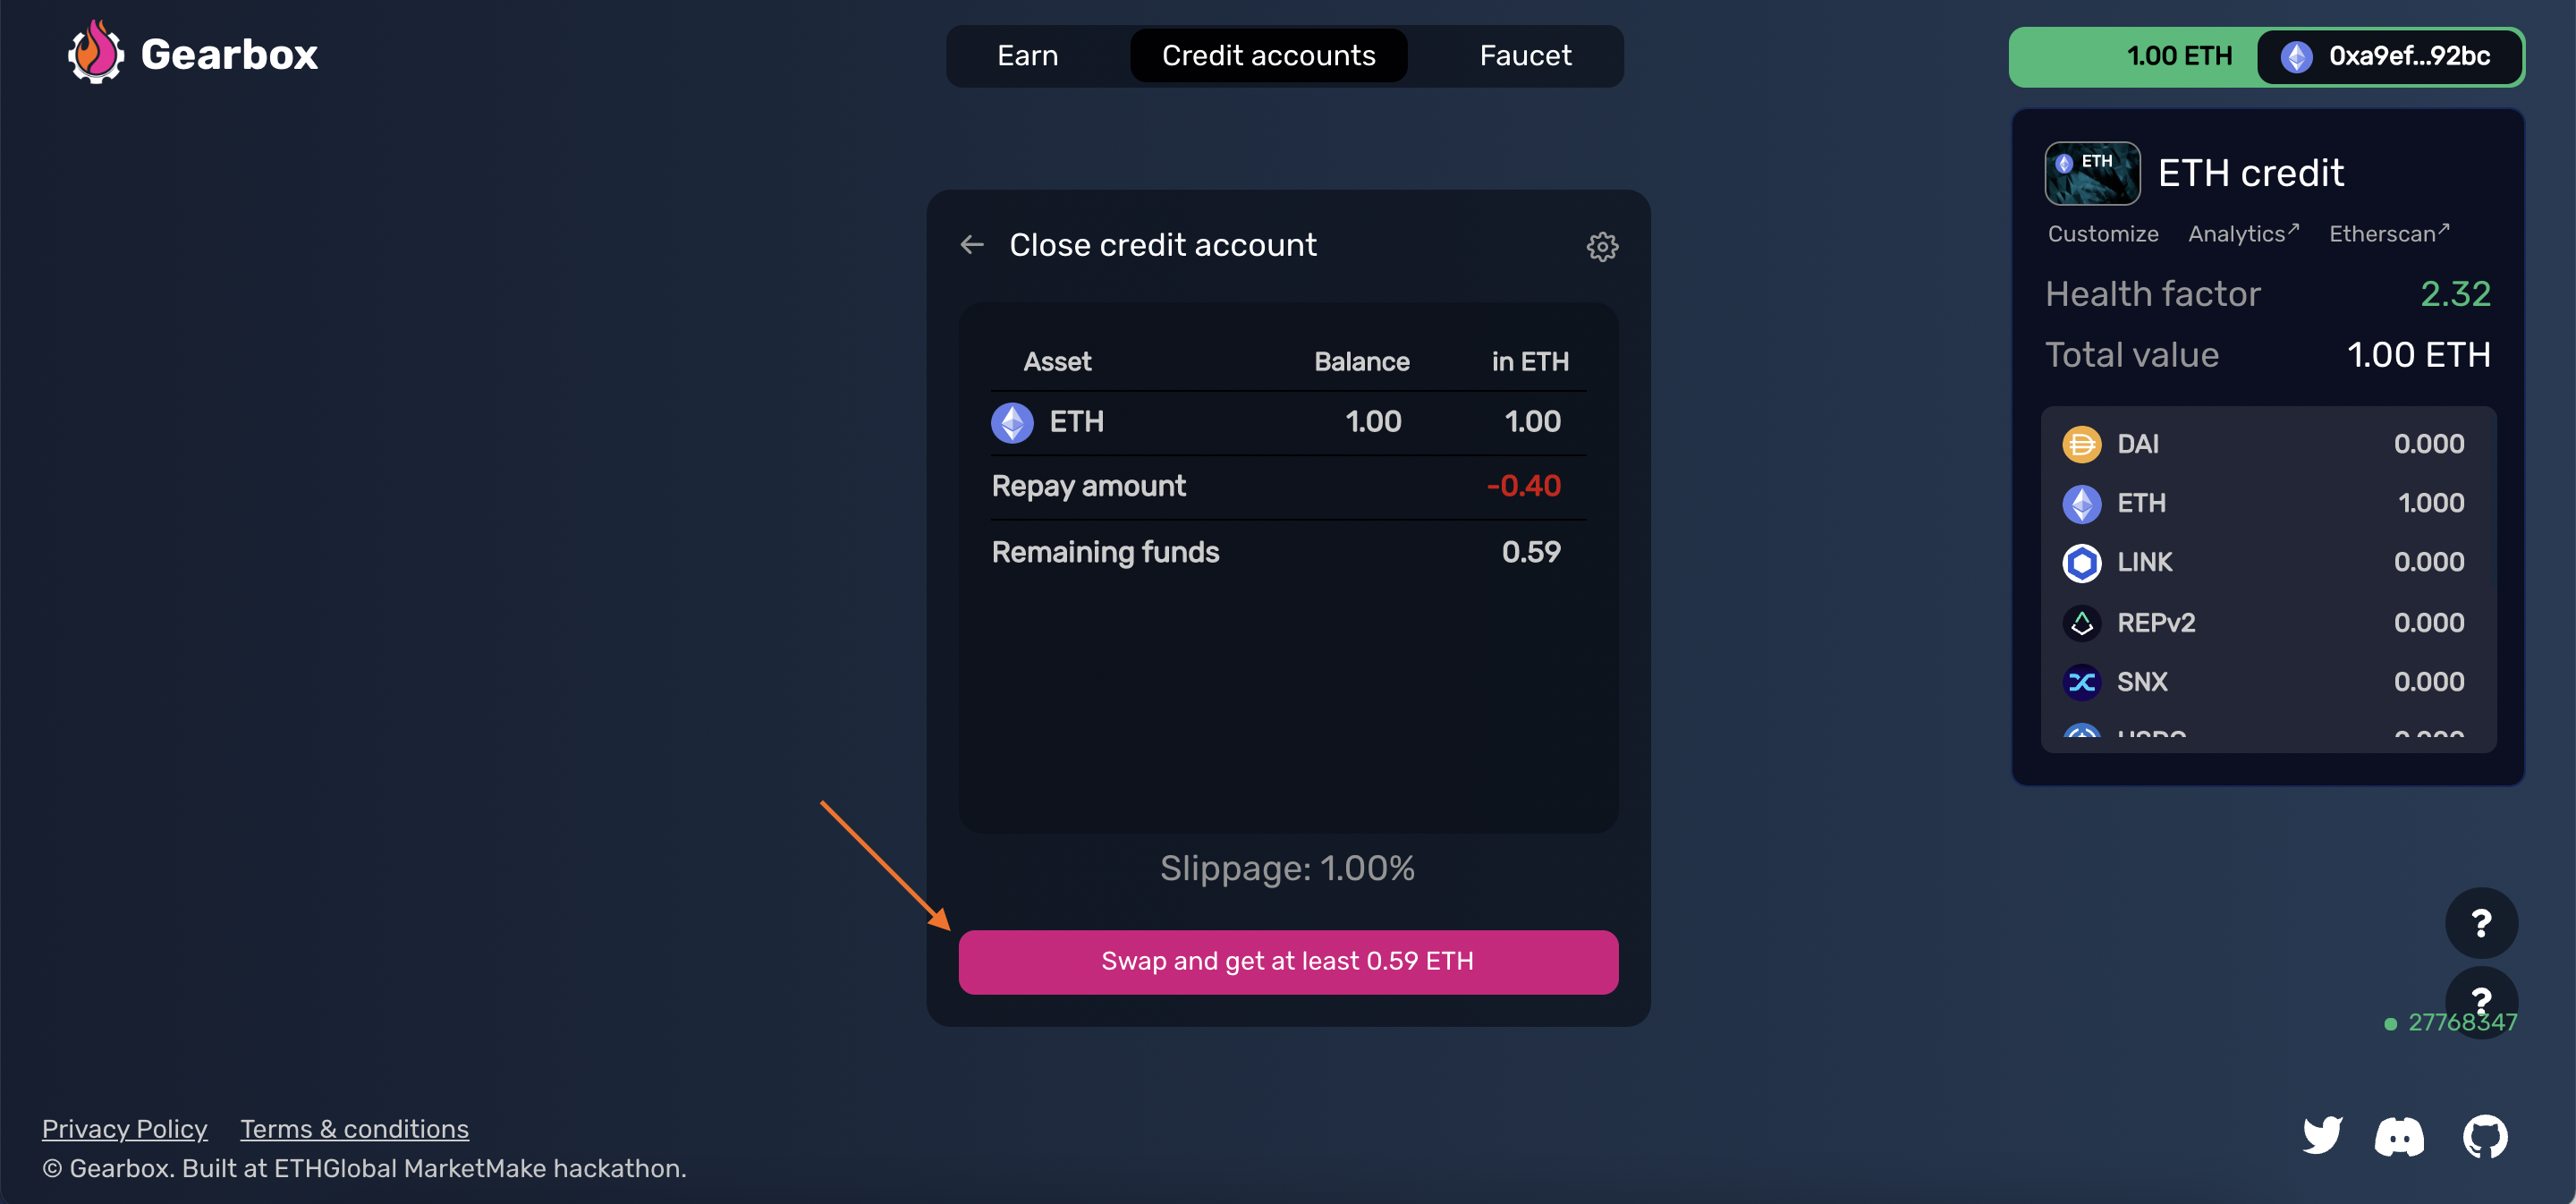 Gearbox
Earn
Credit accounts
Faucet
1.00 ETH
0xa9ef...92bc
ETH
ETH credit
Customize Analytics↗ Etherscan↗
Health factor 2.32
Total value 1.00 ETH
DAI 0.000
ETH 1.000
LINK 0.000
REPv2 0.000
SNX 0.000
Close credit account
Asset Balance in ETH
ETH 1.00 1.00
Repay amount -0.40
Remaining funds 0.59
Slippage: 1.00%
Swap and get at least 0.59 ETH
?
?
27768347
Privacy Policy Terms & conditions
© Gearbox. Built at ETHGlobal MarketMake hackathon.